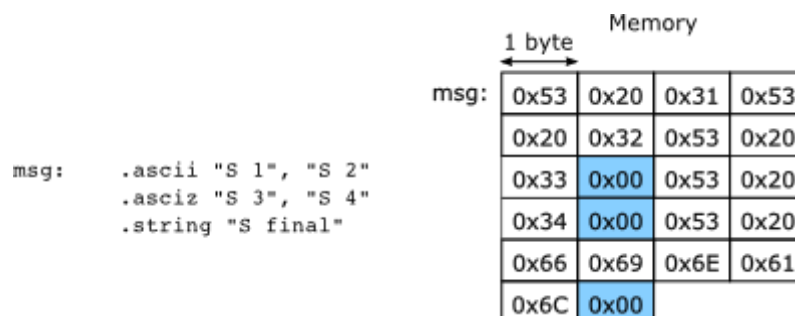 Memory
1 byte
msg: 0x53 0x20 0x31 0x53
0x20 0x32 0x53 0x20
0x33 0x00 0x53 0x20
0x34 0x00 0x53 0x20
0x66 0x69 0x6E 0x61
0x6C 0x00
msg: .ascii "S 1", "S 2"
.asciz "S 3", "S 4"
.string "S final"